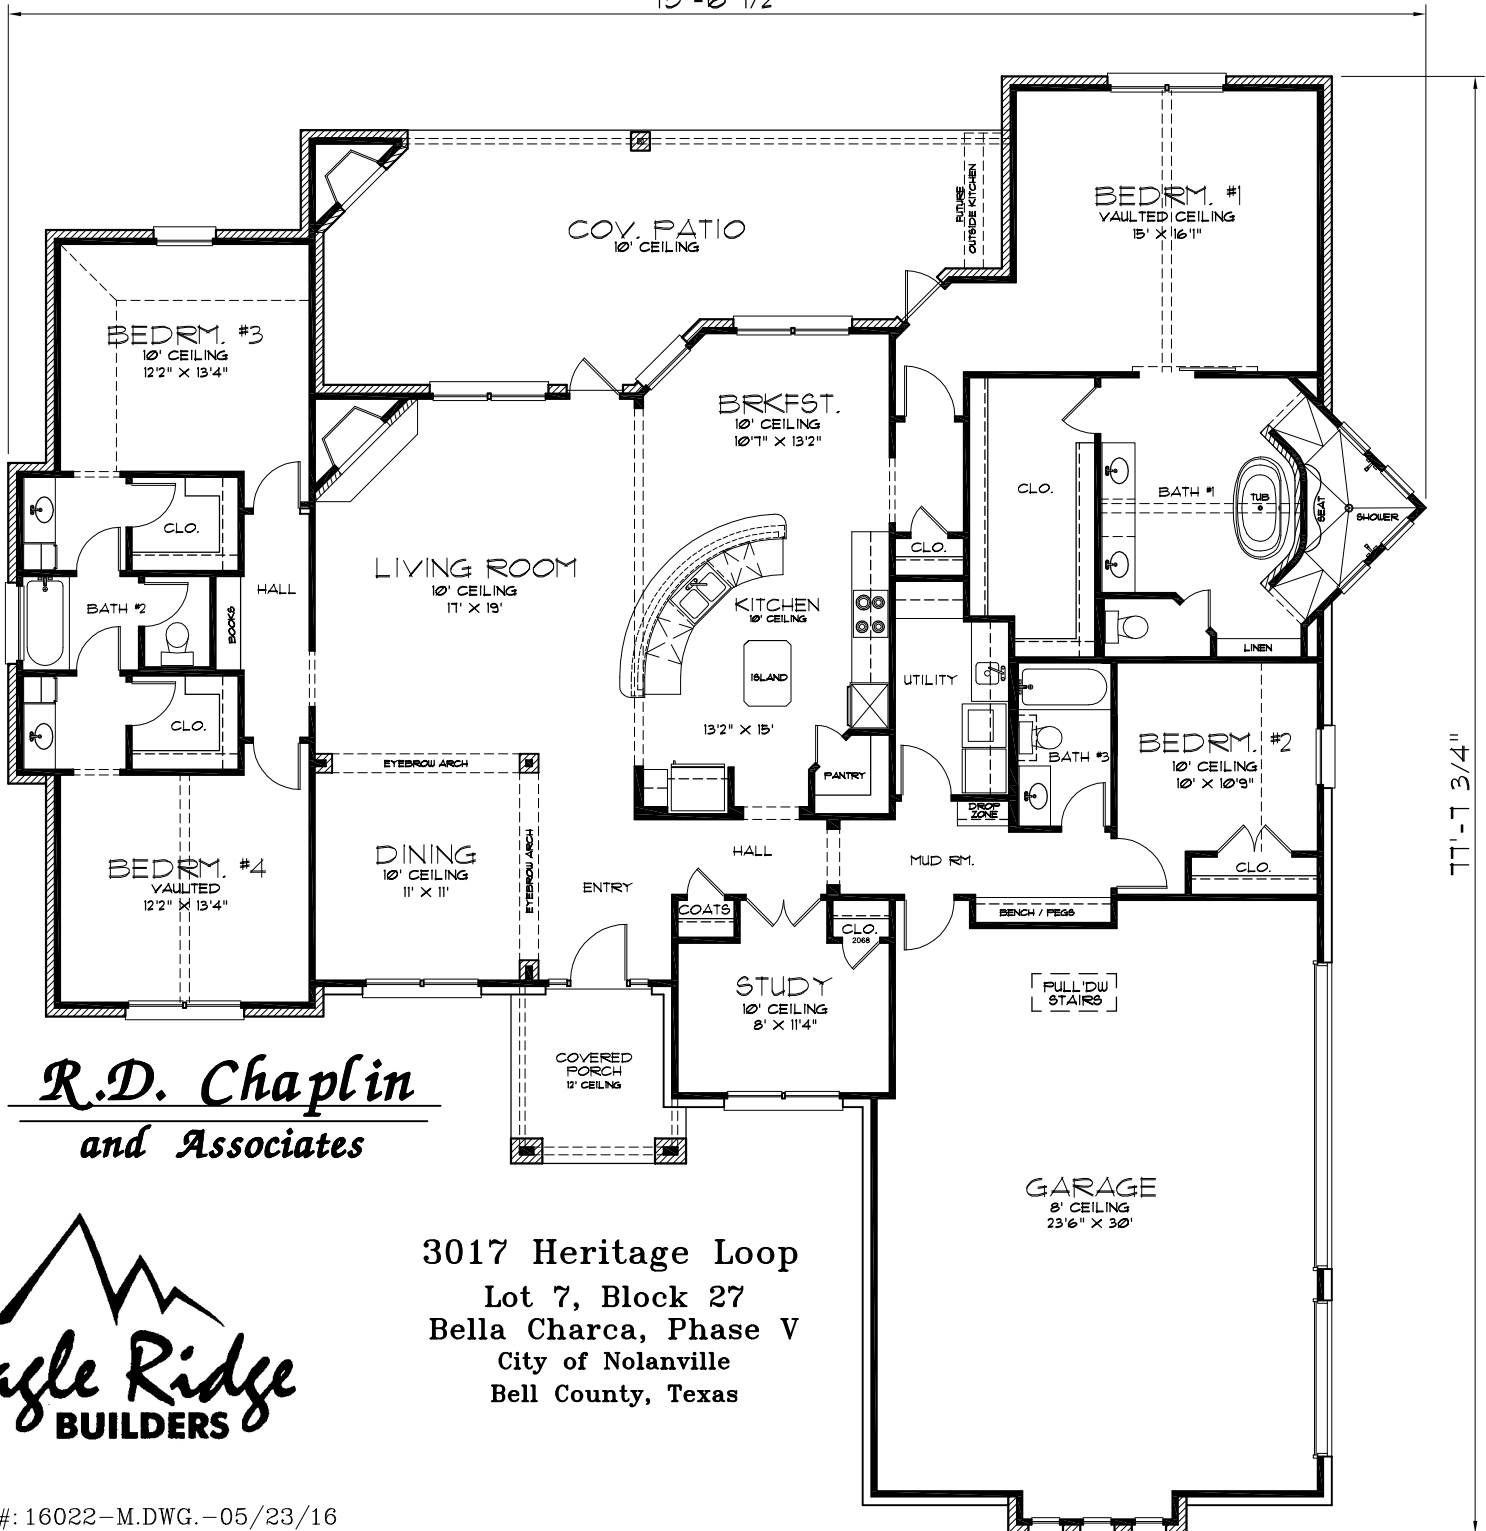 77'-7 3/4"
BEDRM. #1
VAULTED CEILING
15' X 16'1"
FUTURE
OUTSIDE KITCHEN
COV. PATIO
10' CEILING
BEDRM. #3
10' CEILING
12'2" X 13'4"
BRKFST.
10' CEILING
10'7" X 13'2"
CLO.
BATH #1
TUB
SEAT
SHOWER
CLO.
CLO.
LIVING ROOM
10' CEILING
17' X 19'
HALL
BATH #2
BOOKS
KITCHEN
10' CEILING
ISLAND
13'2" X 15'
LINEN
UTILITY
CLO.
EYEBROW ARCH
PANTRY
BATH #3
BEDRM. #2
10' CEILING
10' X 10'9"
DROP
ZONE
BEDRM. #4
VAULTED
12'2" X 13'4"
DINING
10' CEILING
11' X 11'
EYEBROW ARCH
ENTRY
HALL
MUD RM.
CLO.
COATS
CLO.
2068
BENCH / PEGS
STUDY
10' CEILING
8' X 11'4"
PULL'DW
STAIRS
COVERED
PORCH
12' CEILING
R.D. Chaplin
and Associates
GARAGE
8' CEILING
23'6" X 30'
3017 Heritage Loop
Lot 7, Block 27
Bella Charca, Phase V
City of Nolanville
Bell County, Texas
Ridge
BUILDERS
#: 16022-M.DWG.-05/23/16